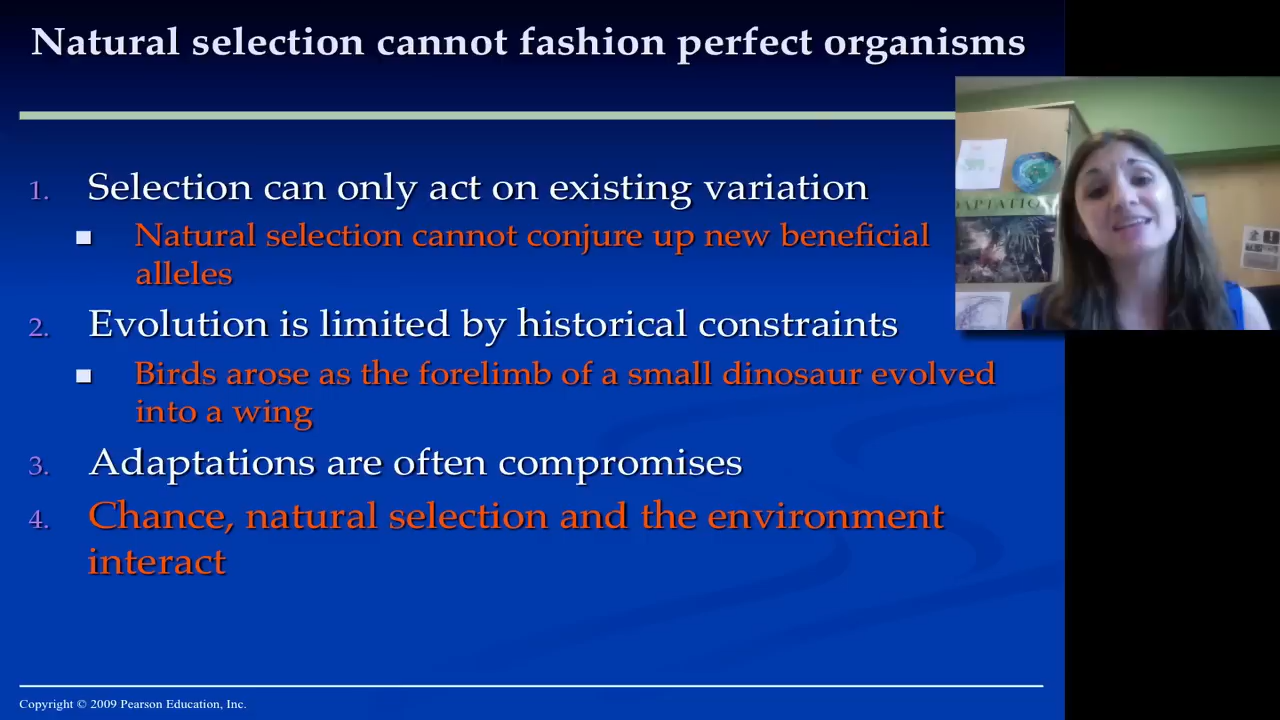 Natural selection cannot fashion perfect organisms
1. Selection can only act on existing variation
Natural selection cannot conjure up new beneficial
alleles
2. Evolution is limited by historical constraints
Birds arose as the forelimb of a small dinosaur evolved
into a wing
3. Adaptations are often compromises
4. Chance, natural selection and the environment
interact
Copyright © 2009 Pearson Education, Inc.